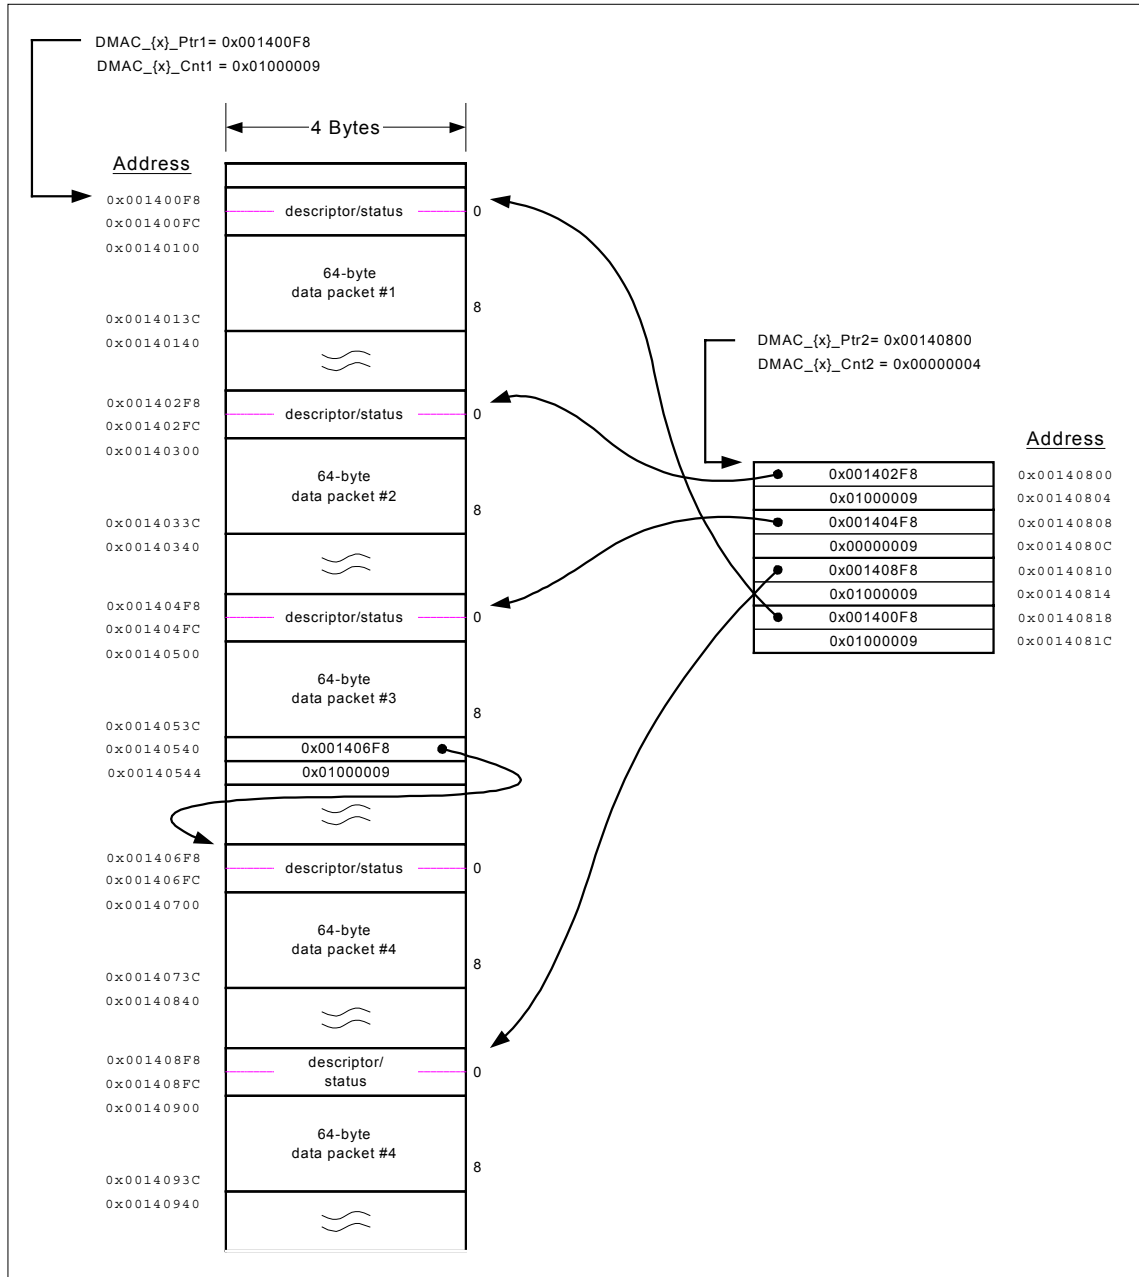 DMAC_{x}_Ptr1= 0x001400F8
DMAC_{x}_Cnt1 = 0x01000009
4 Bytes
Address
0x001400F8
descriptor/status
0
0x001400FC
0x00140100
64-byte
data packet #1
8
0x0014013C
0x00140140
0x001402F8
descriptor/status
0
0x001402FC
0x00140300
64-byte
data packet #2
8
0x0014033C
0x00140340
0x001404F8
descriptor/status
0
0x001404FC
0x00140500
64-byte
data packet #3
8
0x0014053C
0x00140540
0x001406F8
0x00140544
0x01000009
0x001406F8
descriptor/status
0
0x001406FC
0x00140700
64-byte
data packet #4
8
0x0014073C
0x00140840
0x001408F8
descriptor/
status
0
0x001408FC
0x00140900
64-byte
data packet #4
8
0x0014093C
0x00140940
DMAC_{x}_Ptr2= 0x00140800
DMAC_{x}_Cnt2 = 0x00000004
Address
0x001402F8 0x00140800
0x01000009 0x00140804
0x001404F8 0x00140808
0x00000009 0x0014080C
0x001408F8 0x00140810
0x01000009 0x00140814
0x001400F8 0x00140818
0x01000009 0x0014081C